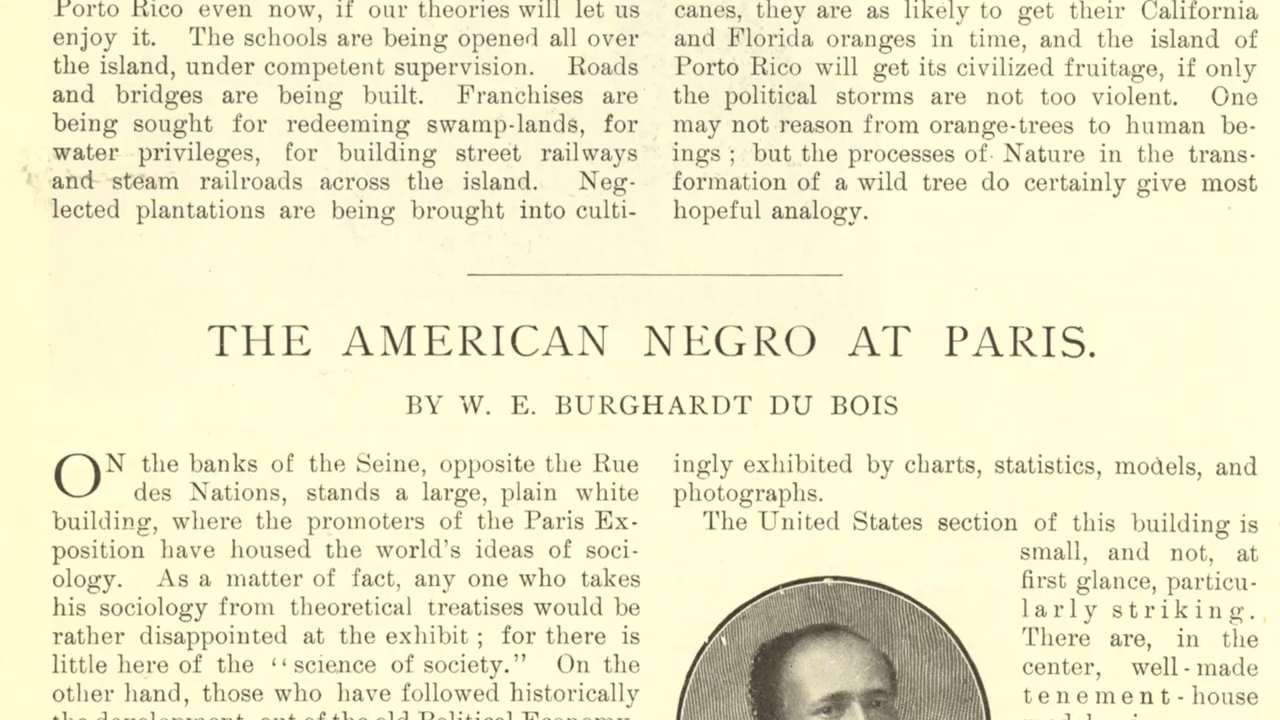 Porto Rico even now, if our theories will let us
enjoy it. The schools are being opened all over
the island, under competent supervision. Roads
and bridges are being built. Franchises are
being sought for redeeming swamp-lands, for
water privileges, for building street railways
and steam railroads across the island. Neg-
lected plantations are being brought into culti-
canes, they are as likely to get their California
and Florida oranges in time, and the island of
Porto Rico will get its civilized fruitage, if only
the political storms are not too violent. One
may not reason from orange-trees to human be-
ings ; but the processes of Nature in the trans-
formation of a wild tree do certainly give most
hopeful analogy.
THE AMERICAN NEGRO AT PARIS.
BY W. E. BURGHARDT DU BOIS
ON the banks of the Seine, opposite the Rue
des Nations, stands a large, plain white
building, where the promoters of the Paris Ex-
position have housed the world's ideas of soci-
ology. As a matter of fact, any one who takes
his sociology from theoretical treatises would be
rather disappointed at the exhibit ; for there is
little here of the “science of society.” On the
other hand, those who have followed historically
the development, out of the old Political Economy,
ingly exhibited by charts, statistics, models, and
photographs.
The United States section of this building is
small, and not, at
first glance, particu-
larly striking.
There are, in the
center, well-made
tenement-house